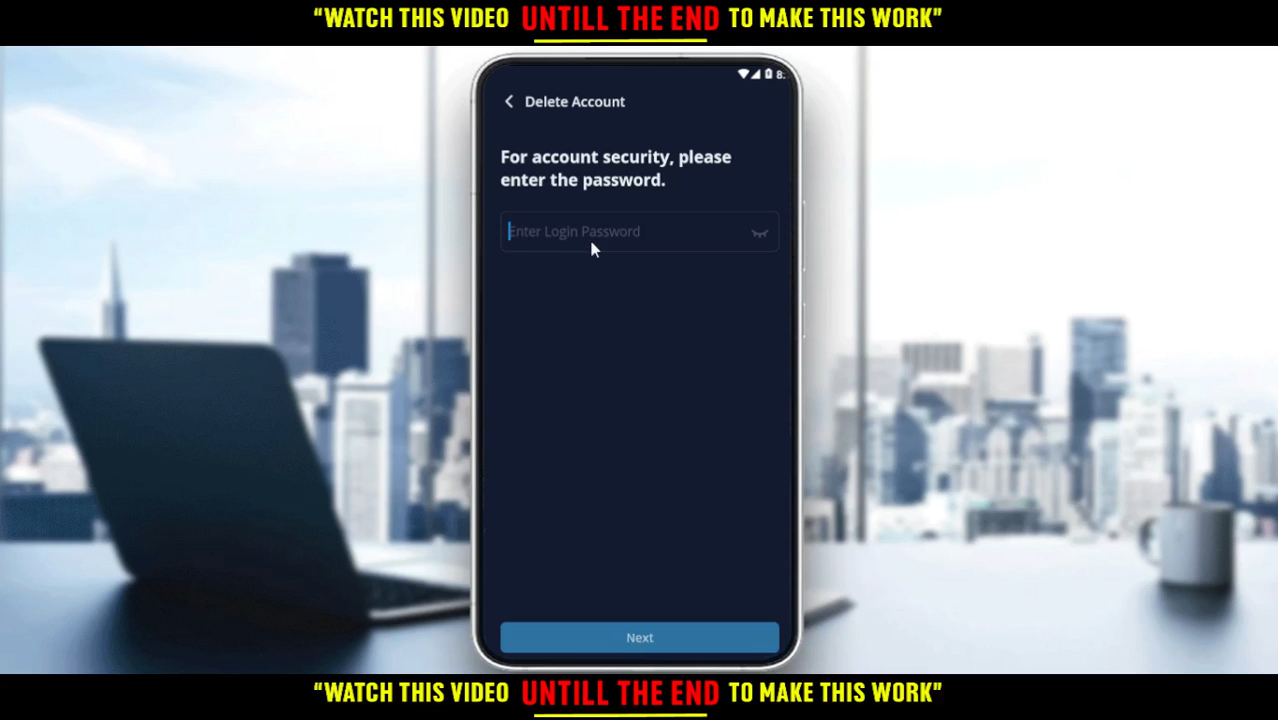 “WATCH THIS VIDEO UNTILL THE END TO MAKE THIS WORK”
8:
Delete Account
For account security, please
enter the password.
Enter Login Password
Next
“WATCH THIS VIDEO UNTILL THE END TO MAKE THIS WORK”